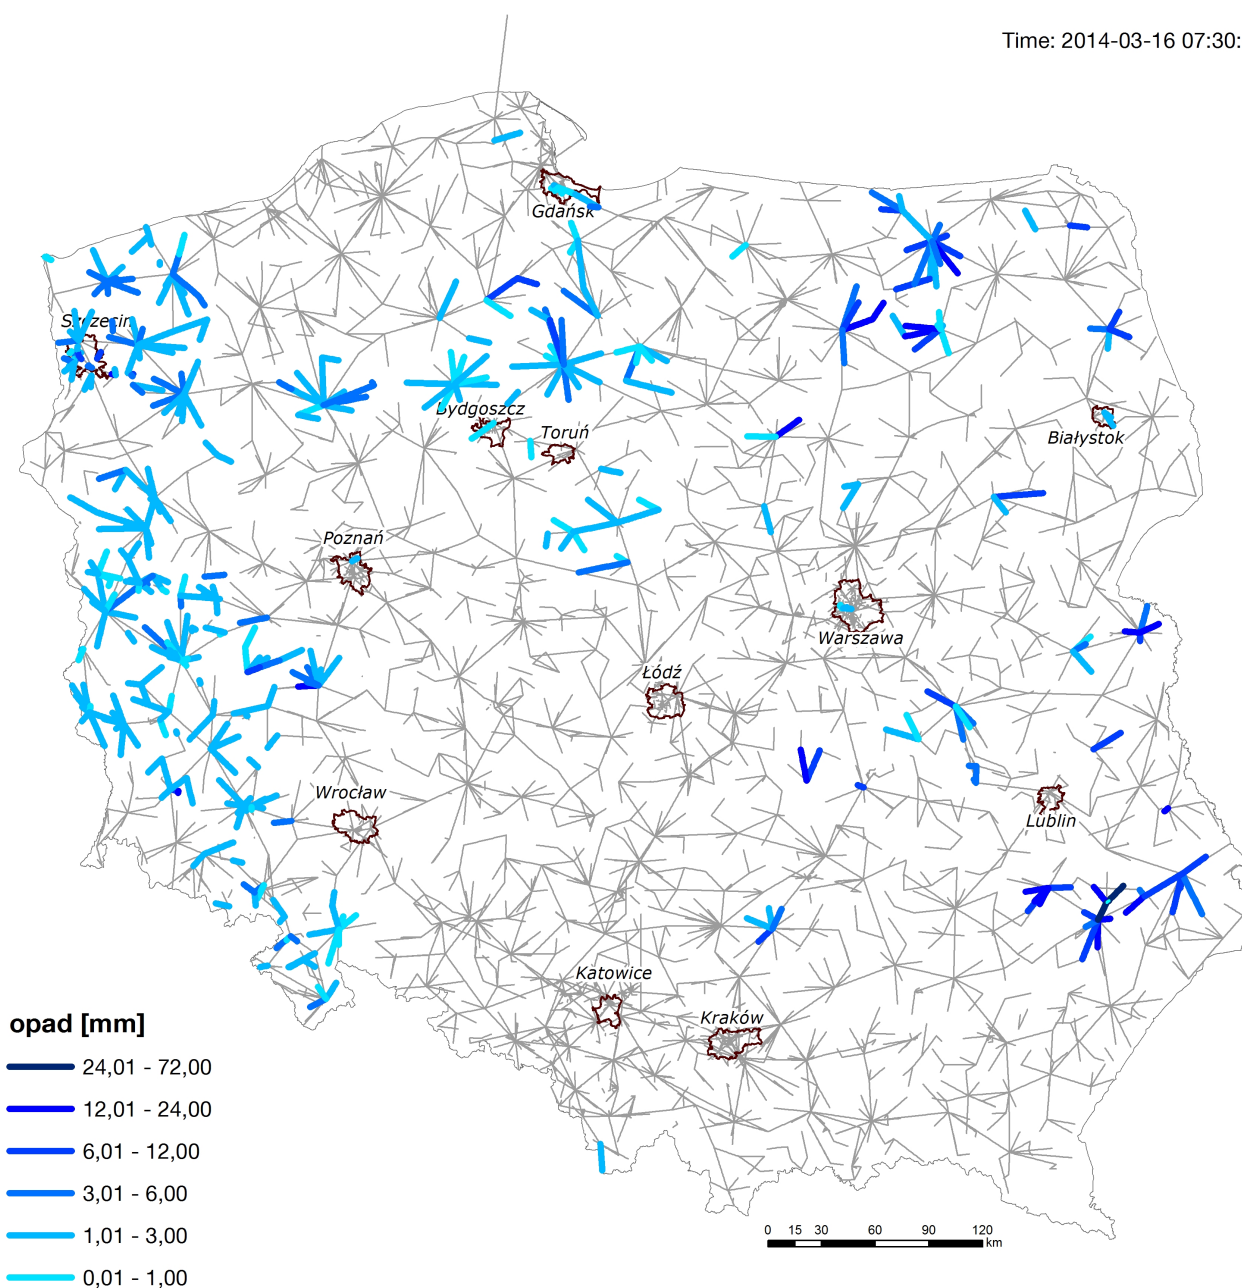 Time: 2014-03-16 07:30:
Gdańsk
Szczecin
Bydgoszcz
Toruń
Białystok
Poznań
Warszawa
Łódź
Wrocław
Lublin
Katowice
Kraków
opad [mm]
24,01 - 72,00
12,01 - 24,00
6,01 - 12,00
3,01 - 6,00
1,01 - 3,00
0,01 - 1,00
0 15 30 60 90 120
km